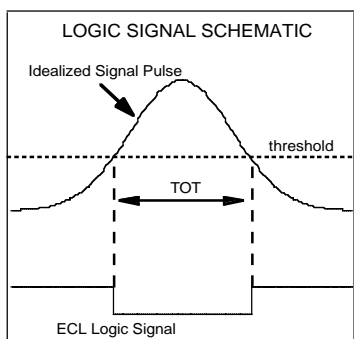 LOGIC SIGNAL SCHEMATIC
Idealized Signal Pulse
threshold
TOT
ECL Logic Signal